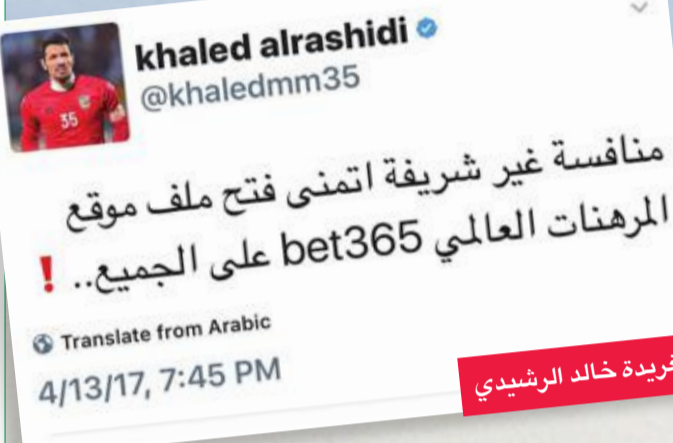 khaled alrashidi
@khaledmm35
35
منافسة غير شريفة اتمنى فتح ملف موقع
المرهنات العالمي bet365 على الجميع.. !
Translate from Arabic
4/13/17, 7:45 PM
خالد الرشيدي